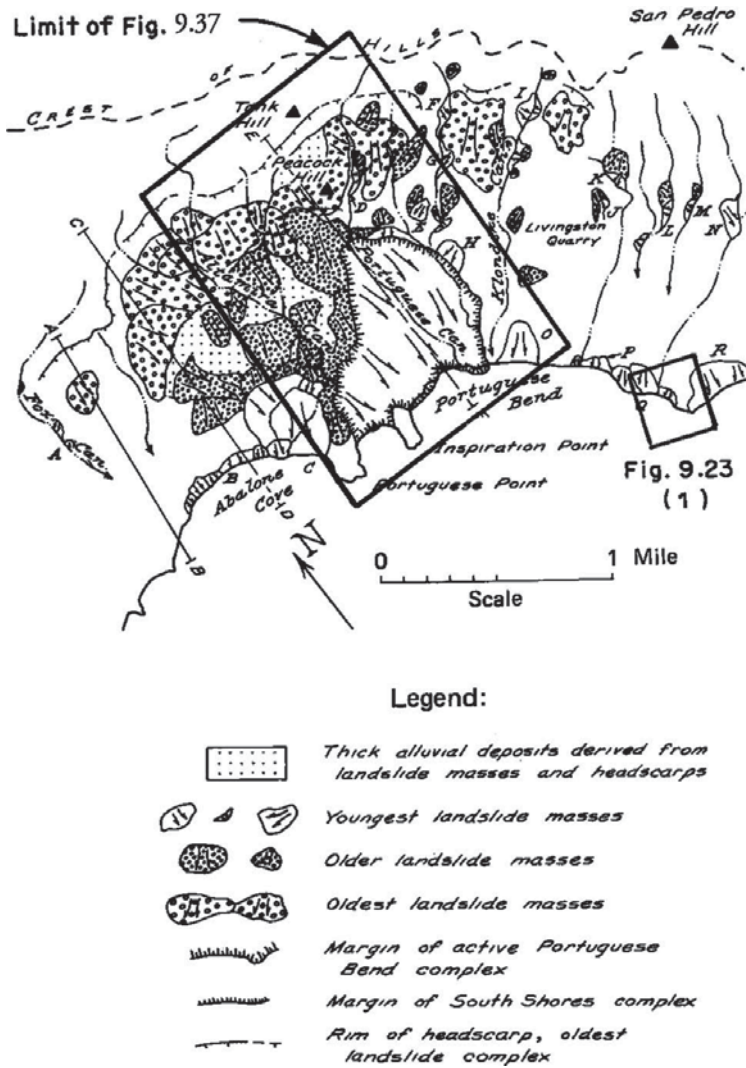 Limit of Fig. 9.37
San Pedro
Hill
CREST OF HILLS
Tank
Hill
E
F
I
Peacock
Hill
D
C
K
J
G
L
M
N
Livingston
Quarry
H
Klondike
Portuguese Can.
A
O
P
R
Portuguese
Bend
Fox
Can.
A
B
C
Q
Abalone
Cove
D
Inspiration Point
Portuguese Point
Fig. 9.23
(1)
B
N
0 1 Mile
Scale
Legend:
Thick alluvial deposits derived from
landslide masses and headscarps
Youngest landslide masses
Older landslide masses
Oldest landslide masses
Margin of active Portuguese
Bend complex
Margin of South Shores complex
Rim of headscarp, oldest
landslide complex